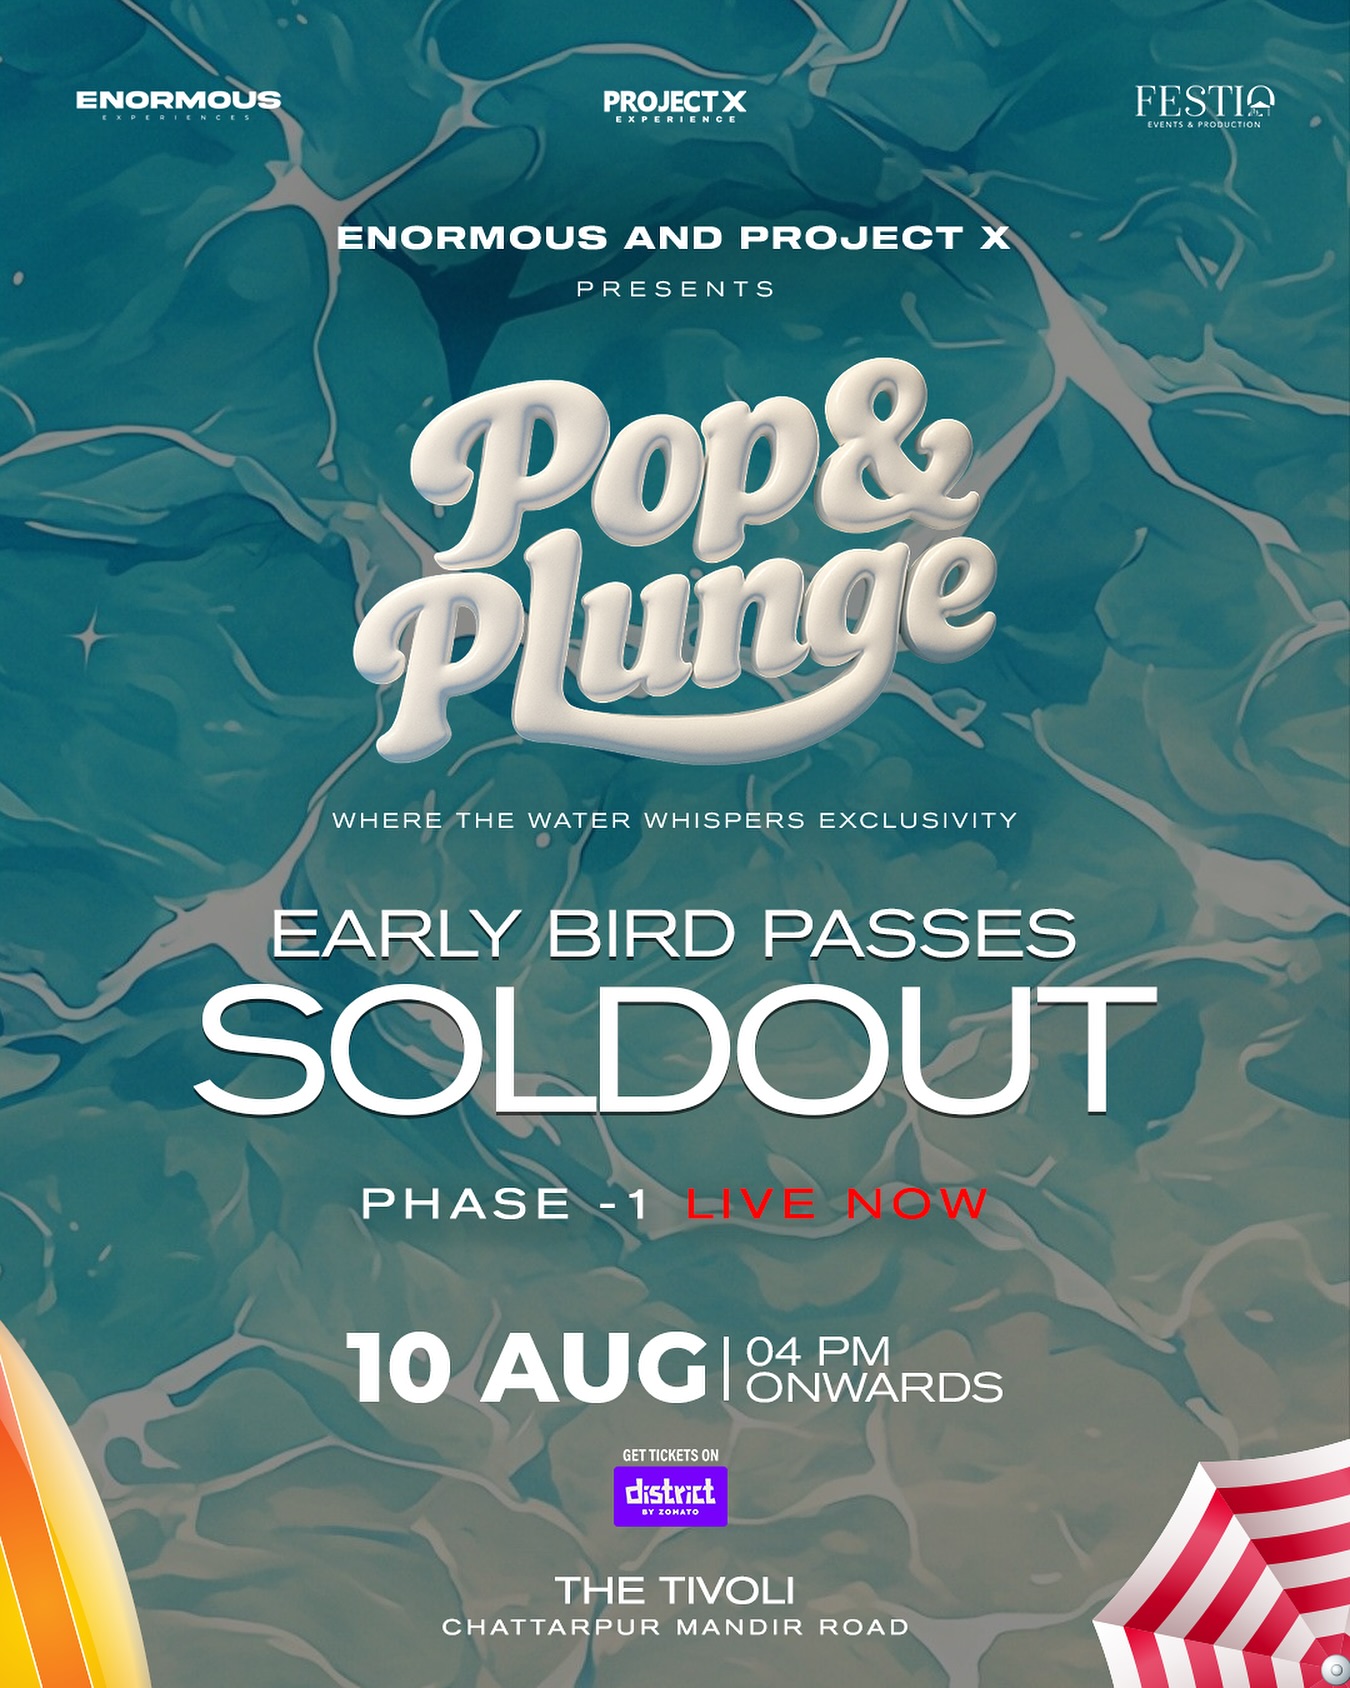 ENORMOUS
EXPERIENCES
PROJECT X
EXPERIENCE
FESTIA
EVENTS & PRODUCTION
ENORMOUS AND PROJECT X
PRESENTS
Pop&
Plunge
WHERE THE WATER WHISPERS EXCLUSIVITY
EARLY BIRD PASSES
SOLDOUT
PHASE -1 LIVE NOW
10 AUG | 04 PM
ONWARDS
GET TICKETS ON
district
BY ZOMATO
THE TIVOLI
CHATTARPUR MANDIR ROAD